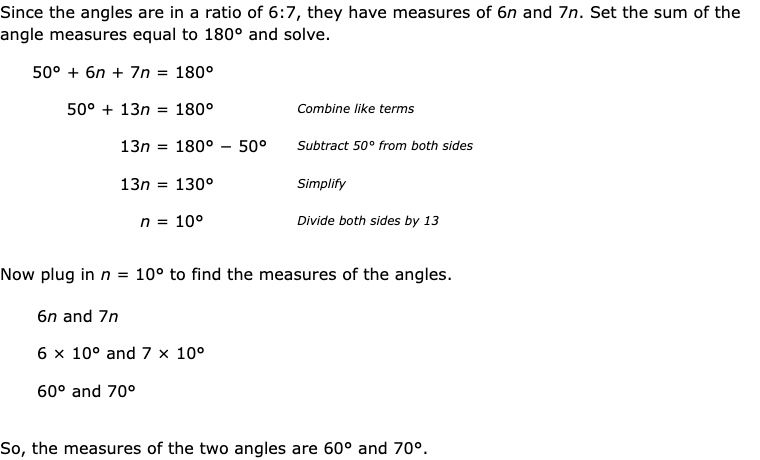 Since the angles are in a ratio of 6:7, they have measures of 6n and 7n. Set the sum of the
angle measures equal to 180° and solve.
50° + 6n + 7n = 180°
50° + 13n = 180° Combine like terms
13n = 180° − 50° Subtract 50° from both sides
13n = 130° Simplify
n = 10° Divide both sides by 13
Now plug in n = 10° to find the measures of the angles.
6n and 7n
6 × 10° and 7 × 10°
60° and 70°
So, the measures of the two angles are 60° and 70°.